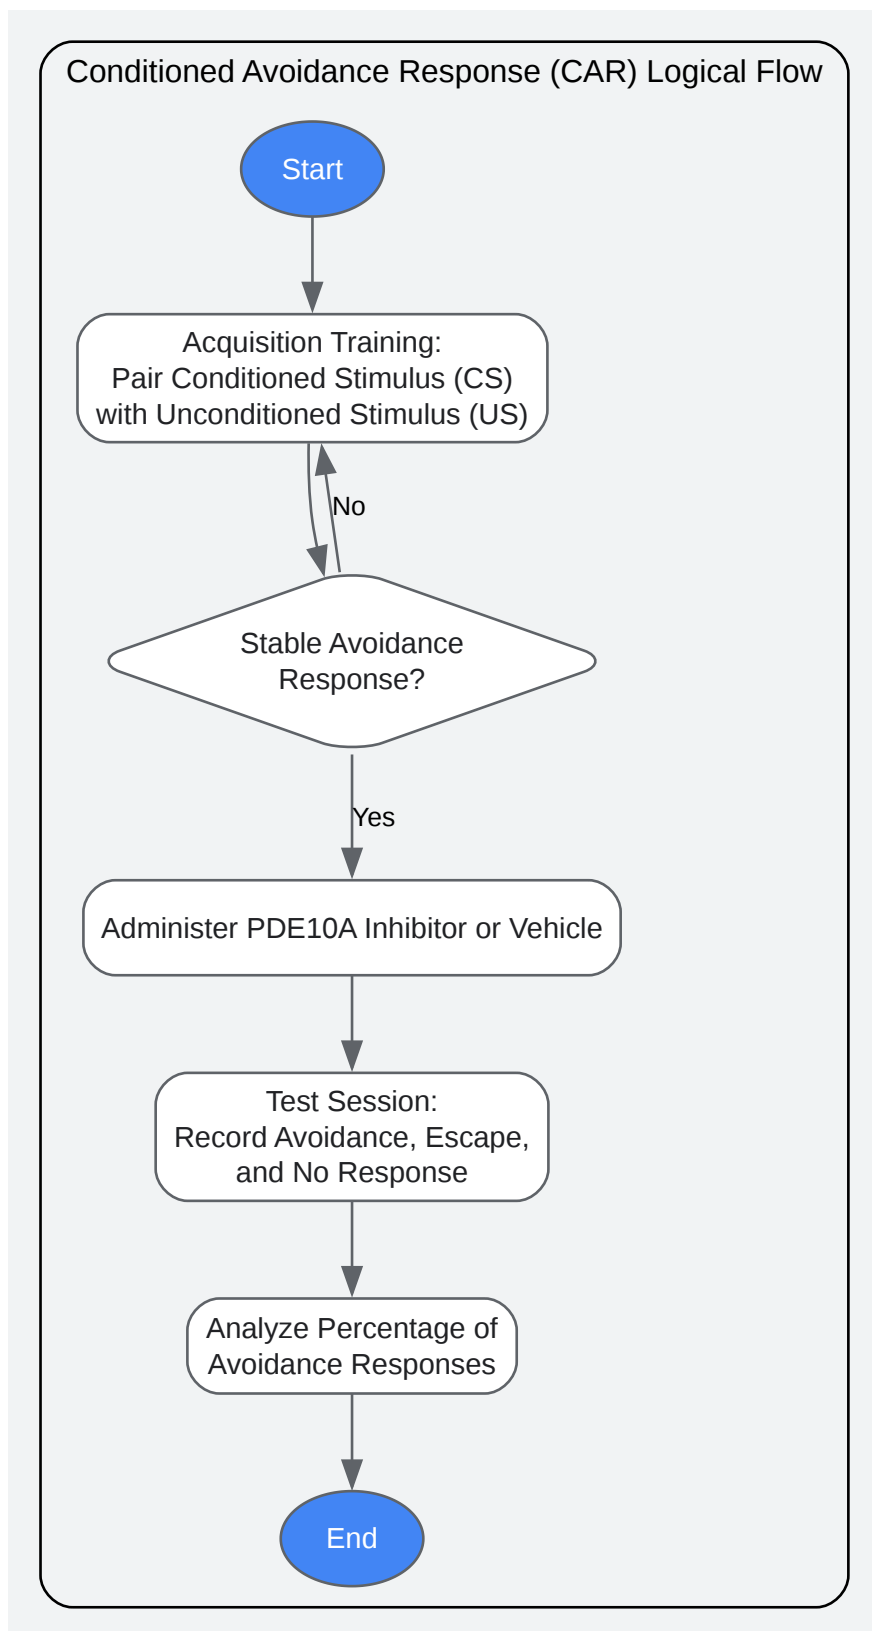 Conditioned Avoidance Response (CAR) Logical Flow
Start
Acquisition Training:
Pair Conditioned Stimulus (CS)
with Unconditioned Stimulus (US)
No
Stable Avoidance
Response?
Yes
Administer PDE10A Inhibitor or Vehicle
Test Session:
Record Avoidance, Escape,
and No Response
Analyze Percentage of
Avoidance Responses
End